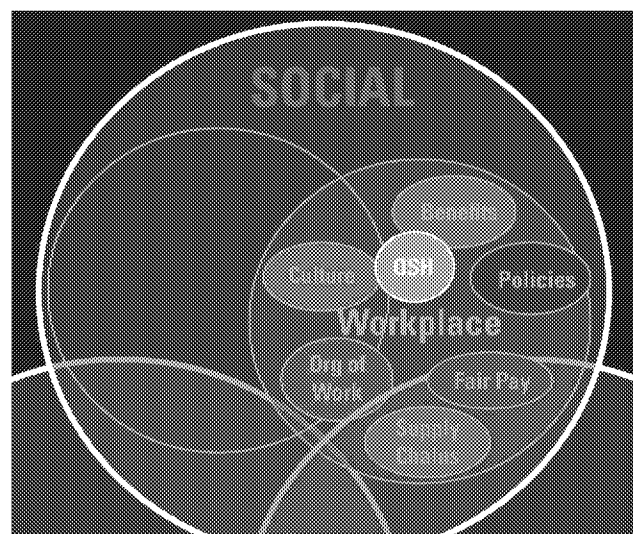 SOCIAL
Benefits
Culture
OSH
Policies
Workplace
Org of
Work
Fair Pay
Supply
Chains